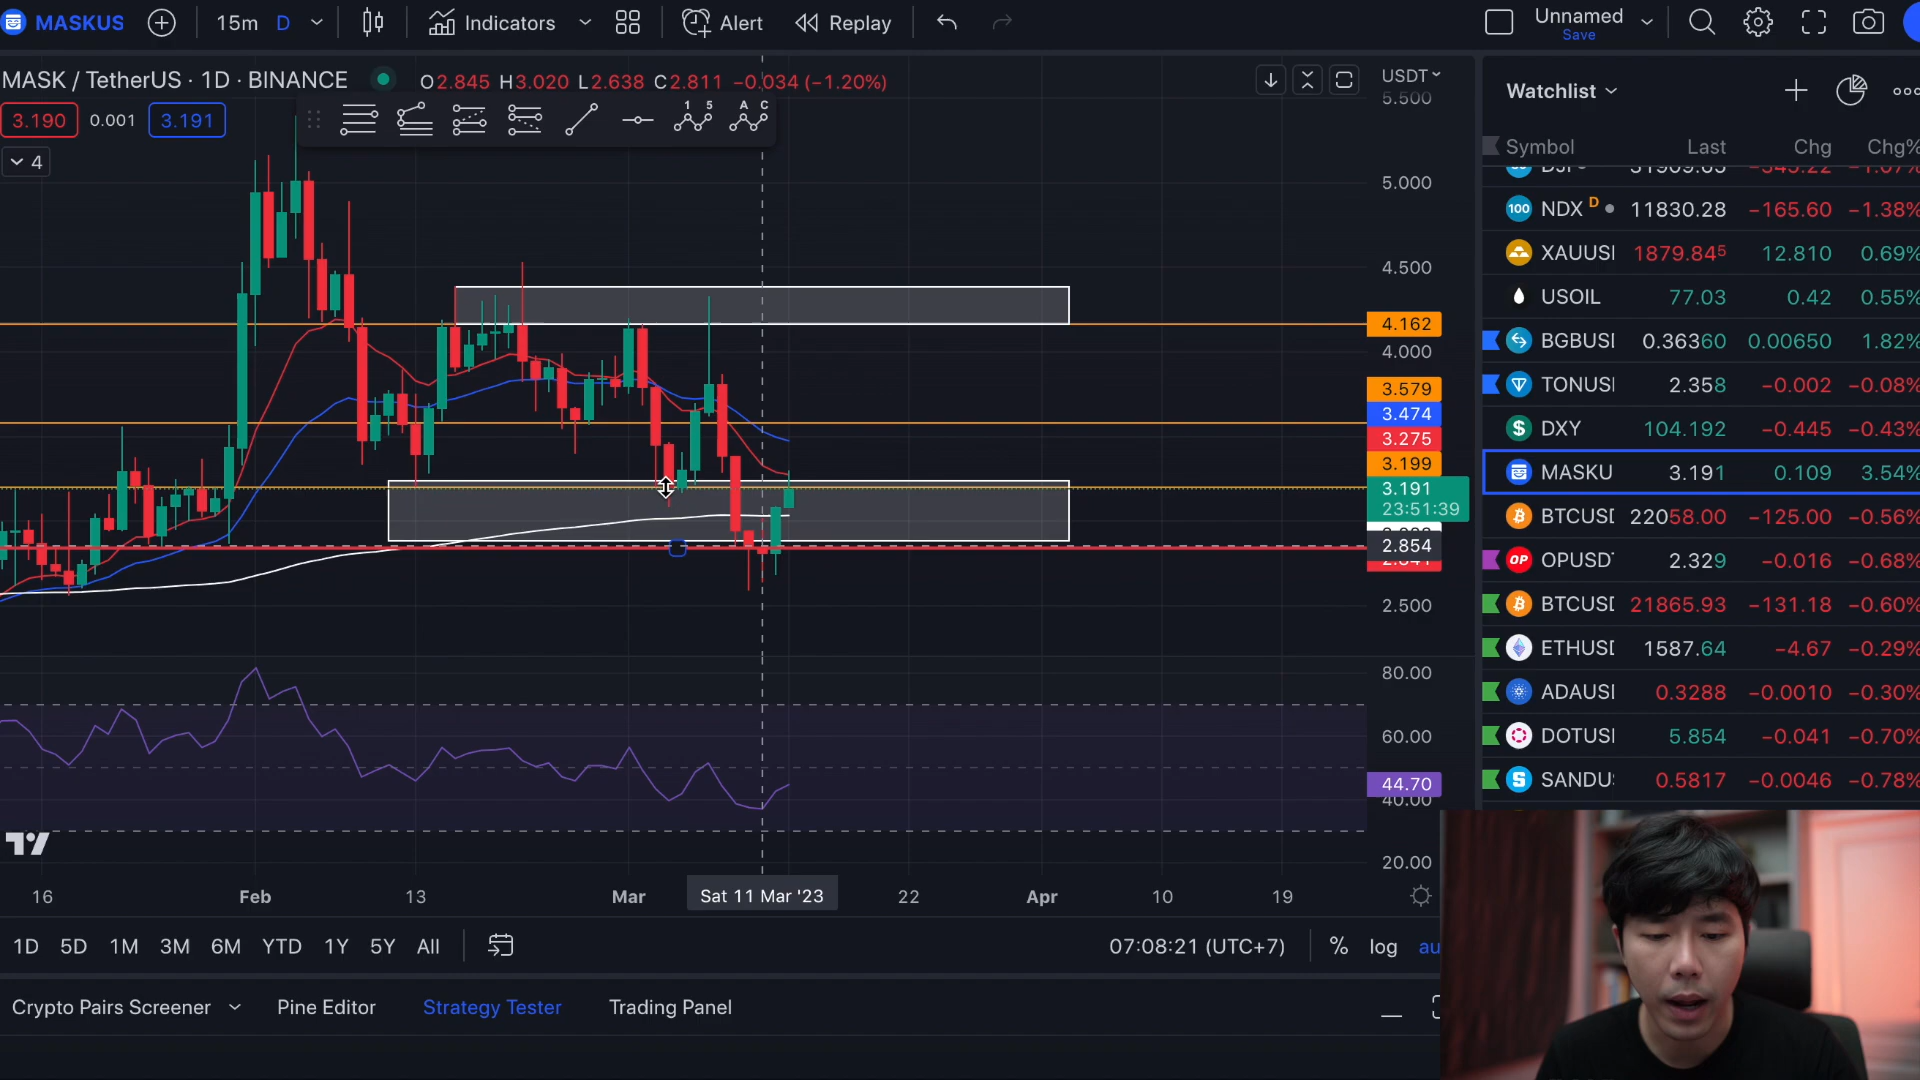 MASKUS
15m D
Indicators
Alert
Replay
Unnamed
Save
MASK / TetherUS · 1D · BINANCE
O2.845 H3.020 L2.638 C2.811 −0.034 (−1.20%)
3.190 0.001 3.191
4
1 5
A C
USDT
5.500
5.000
4.500
4.162
4.000
3.579
3.474
3.275
3.199
3.191
23:51:39
2.854
2.500
80.00
60.00
44.70
40.00
20.00
16 Feb 13 Mar Sat 11 Mar '23 22 Apr 10 19
1D 5D 1M 3M 6M YTD 1Y 5Y All
07:08:21 (UTC+7) % log au
Crypto Pairs Screener Pine Editor Strategy Tester Trading Panel
Watchlist
Symbol Last Chg Chg%
100 NDX D 11830.28 −165.60 −1.38%
XAUUSI 1879.845 12.810 0.69%
USOIL 77.03 0.42 0.55%
BGBUSI 0.36360 0.00650 1.82%
TONUSI 2.358 −0.002 −0.08%
DXY 104.192 −0.445 −0.43%
MASKU 3.191 0.109 3.54%
BTCUSI 22058.00 −125.00 −0.56%
OP OPUSDT 2.329 −0.016 −0.68%
BTCUSI 21865.93 −131.18 −0.60%
ETHUSI 1587.64 −4.67 −0.29%
ADAUSI 0.3288 −0.0010 −0.30%
DOTUSI 5.854 −0.041 −0.70%
SANDU 0.5817 −0.0046 −0.78%